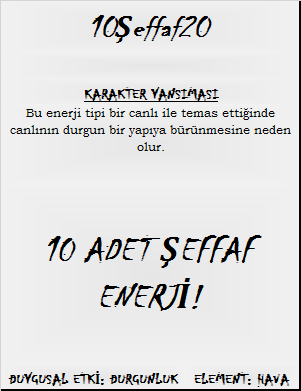 10Şeffaf20
KARAKTER YANSIMASI
Bu enerji tipi bir canlı ile temas ettiğinde
canlının durgun bir yapıya bürünmesine neden
olur.
10 ADET ŞEFFAF
ENERJİ!
DUYGUSAL ETKİ: DURGUNLUK ELEMENT: HAVA